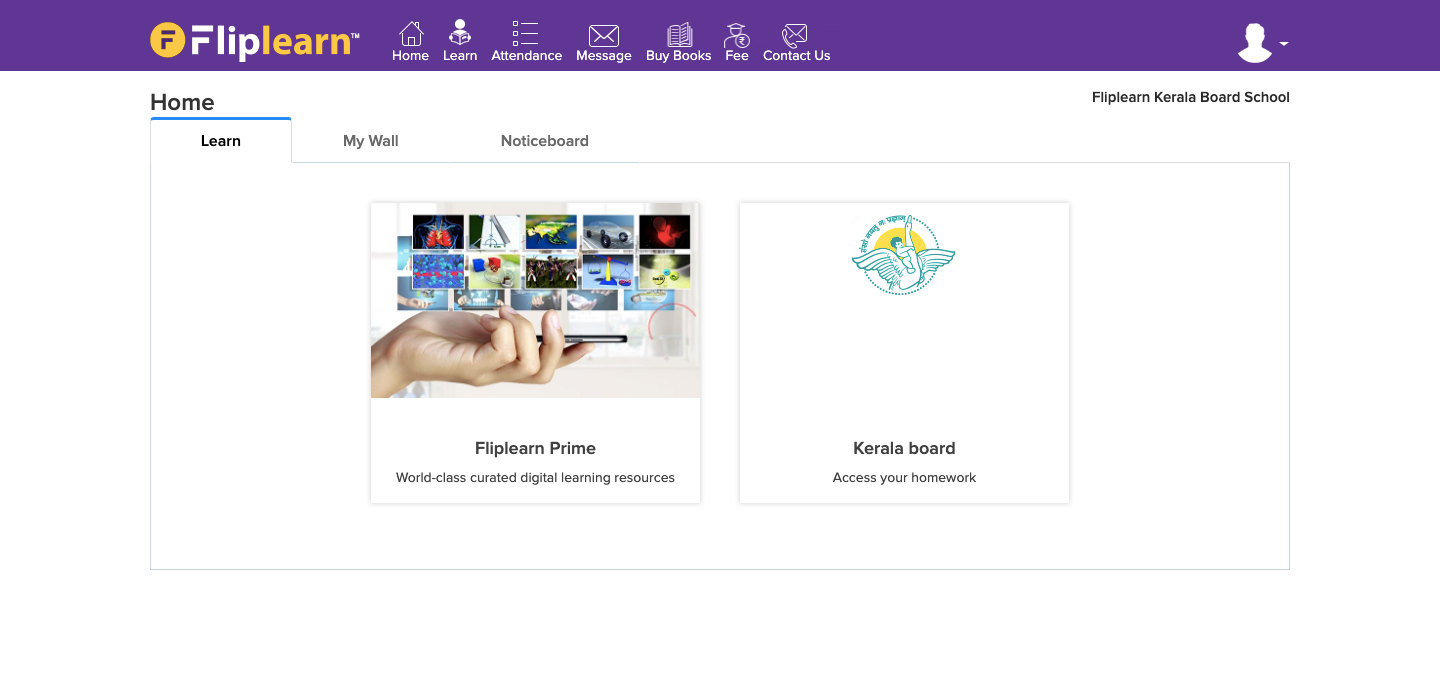 Fliplearn™
Home Learn Attendance Message Buy Books Fee Contact Us
Home
Fliplearn Kerala Board School
Learn My Wall Noticeboard
Fliplearn Prime
World-class curated digital learning resources
Kerala board
Access your homework